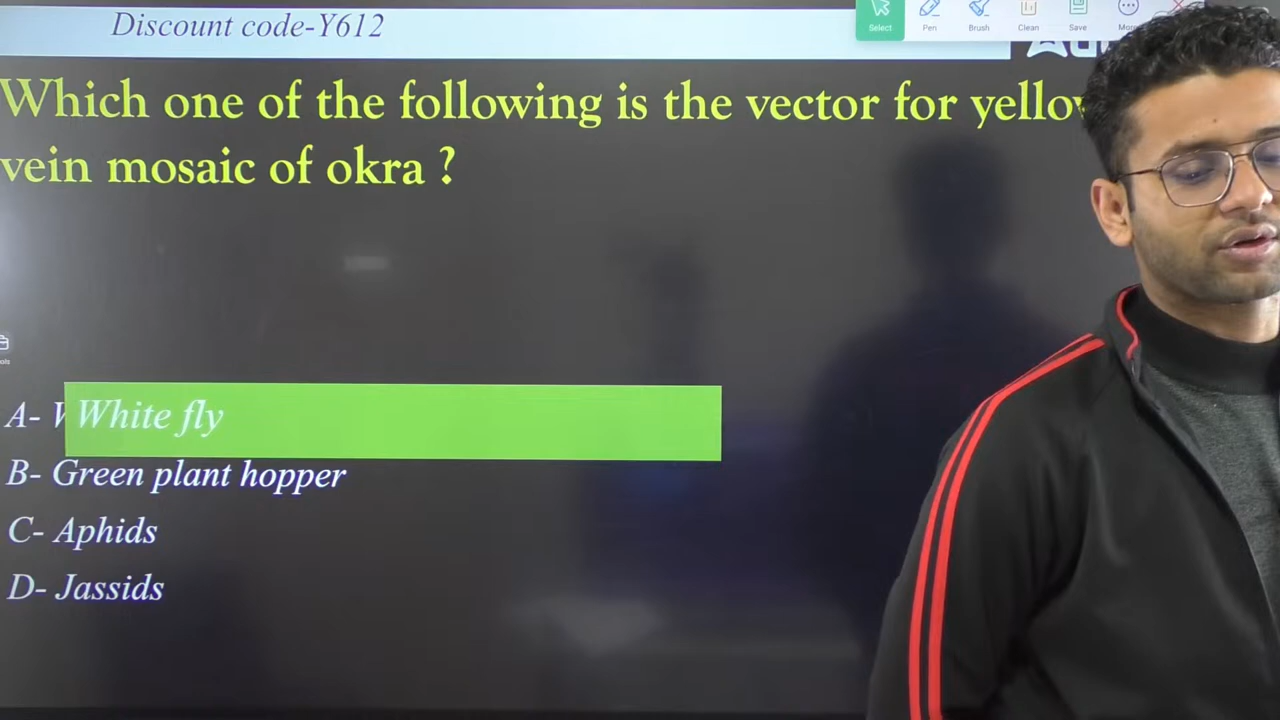 Discount code-Y612
Select Pen Brush Clean Save More
Which one of the following is the vector for
vein mosaic of okra ?
A- White fly
B- Green plant hopper
C- Aphids
D- Jassids